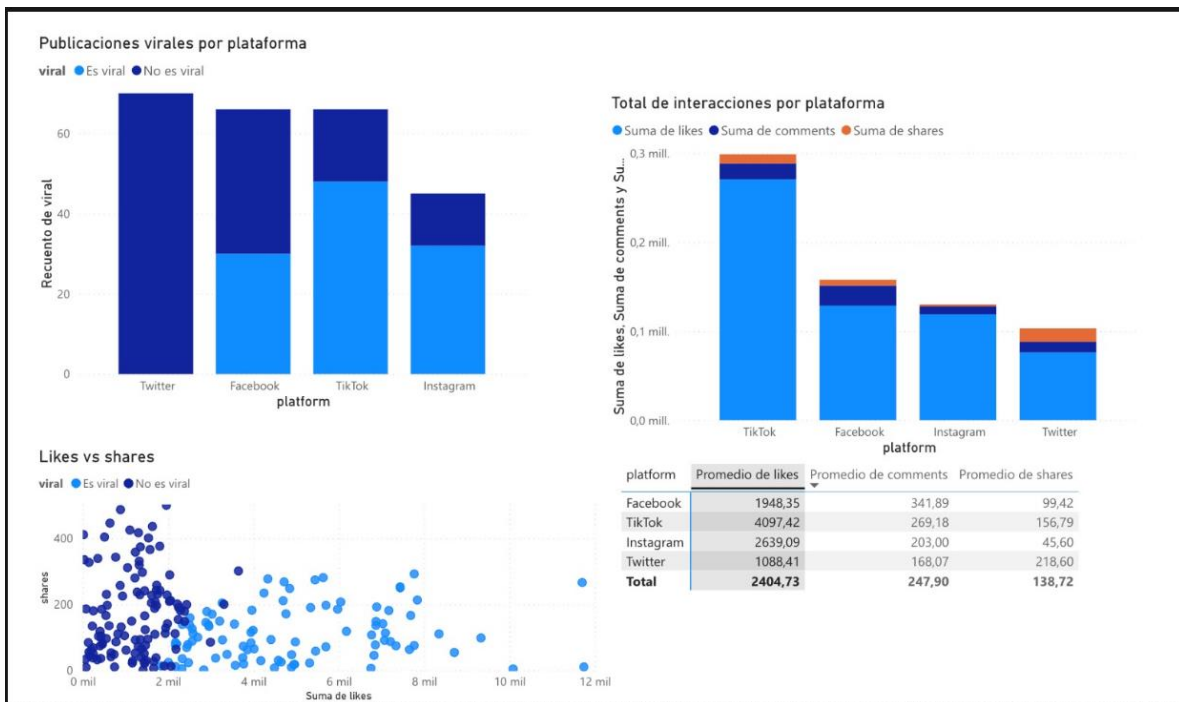 Publicaciones virales por plataforma
viral Es viral No es viral
Recuento de viral
60
40
20
0
Twitter Facebook TikTok Instagram
platform
Total de interacciones por plataforma
Suma de likes Suma de comments Suma de shares
Suma de likes, Suma de comments y Su...
0,3 mill.
0,2 mill.
0,1 mill.
0,0 mill.
TikTok Facebook Instagram Twitter
platform
Likes vs shares
viral Es viral No es viral
shares
400
200
0
0 mil 2 mil 4 mil 6 mil 8 mil 10 mil 12 mil
Suma de likes
platform Promedio de likes Promedio de comments Promedio de shares
Facebook 1948,35 341,89 99,42
TikTok 4097,42 269,18 156,79
Instagram 2639,09 203,00 45,60
Twitter 1088,41 168,07 218,60
Total 2404,73 247,90 138,72